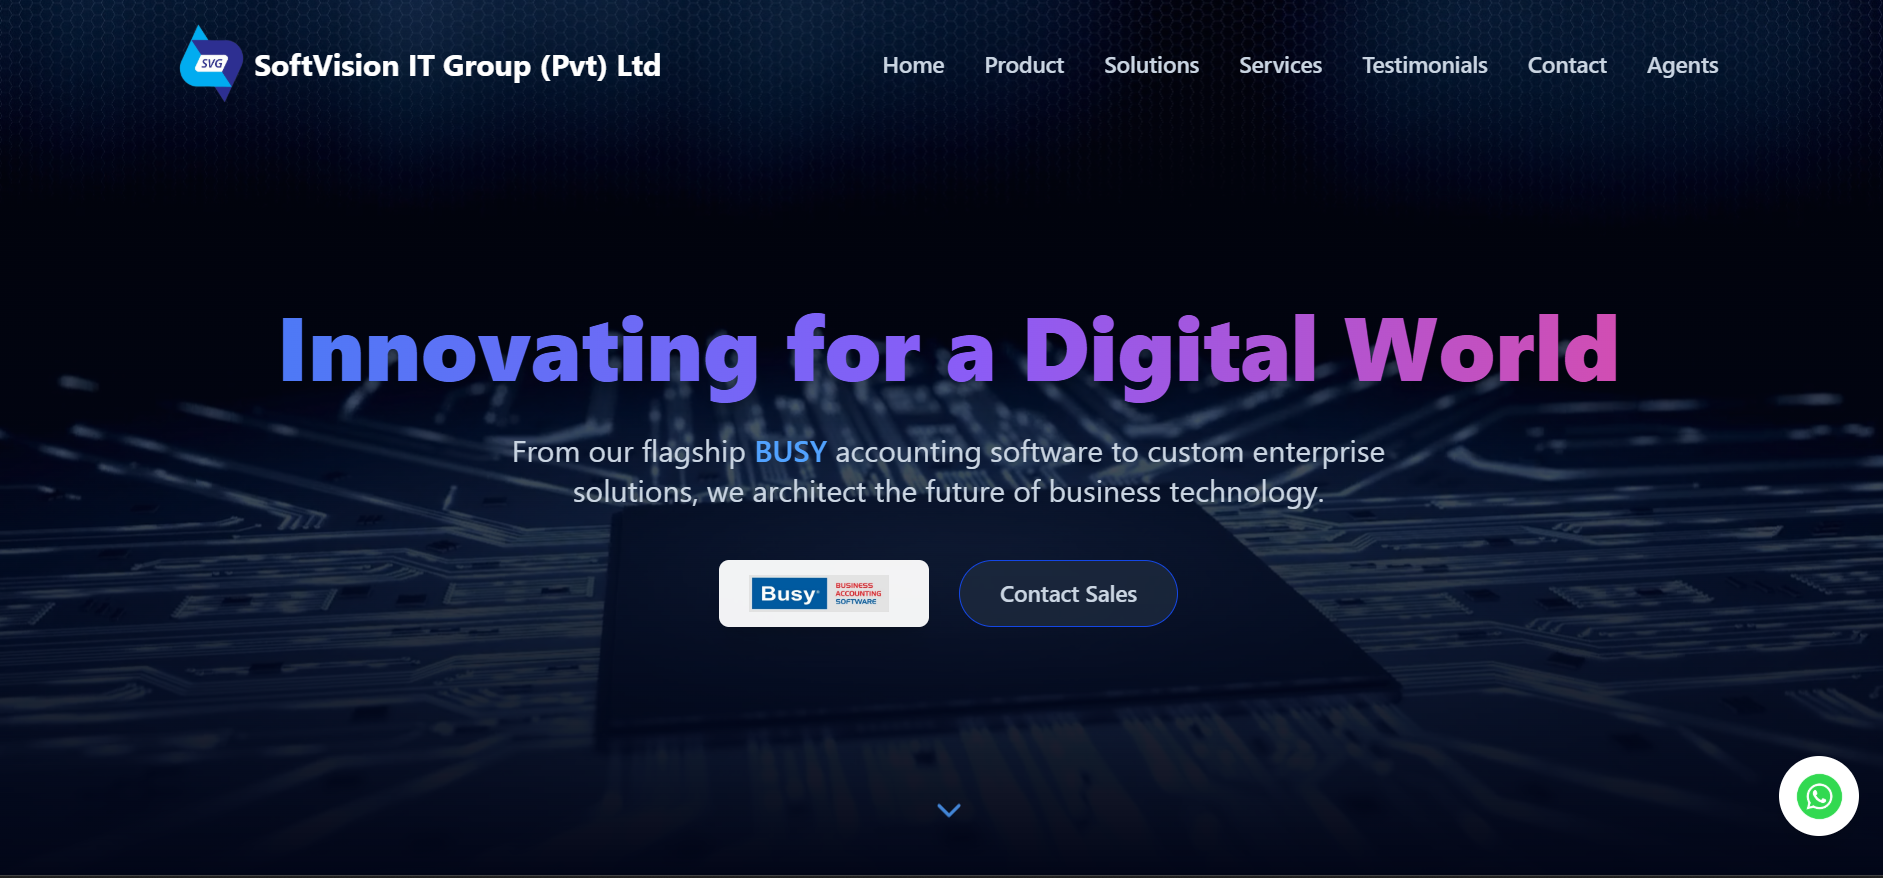 SVG
SoftVision IT Group (Pvt) Ltd
Home Product Solutions Services Testimonials Contact Agents
Innovating for a Digital World
From our flagship BUSY accounting software to custom enterprise
solutions, we architect the future of business technology.
Busy
BUSINESS
ACCOUNTING
SOFTWARE
Contact Sales